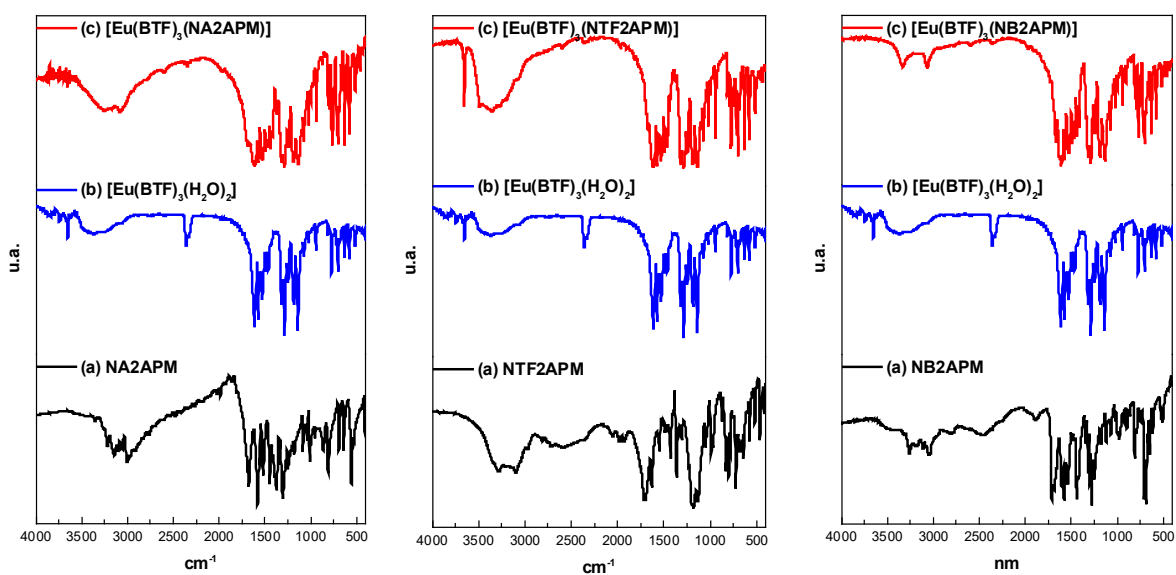 (c) [Eu(BTF)₃(NA2APM)]
(b) [Eu(BTF)₃(H₂O)₂]
(a) NA2APM
u.a.
4000 3500 3000 2500 2000 1500 1000 500
cm⁻¹
(c) [Eu(BTF)₃(NTF2APM)]
(b) [Eu(BTF)₃(H₂O)₂]
(a) NTF2APM
u.a.
4000 3500 3000 2500 2000 1500 1000 500
cm⁻¹
(c) [Eu(BTF)₃(NB2APM)]
(b) [Eu(BTF)₃(H₂O)₂]
(a) NB2APM
u.a.
4000 3500 3000 2500 2000 1500 1000 500
nm